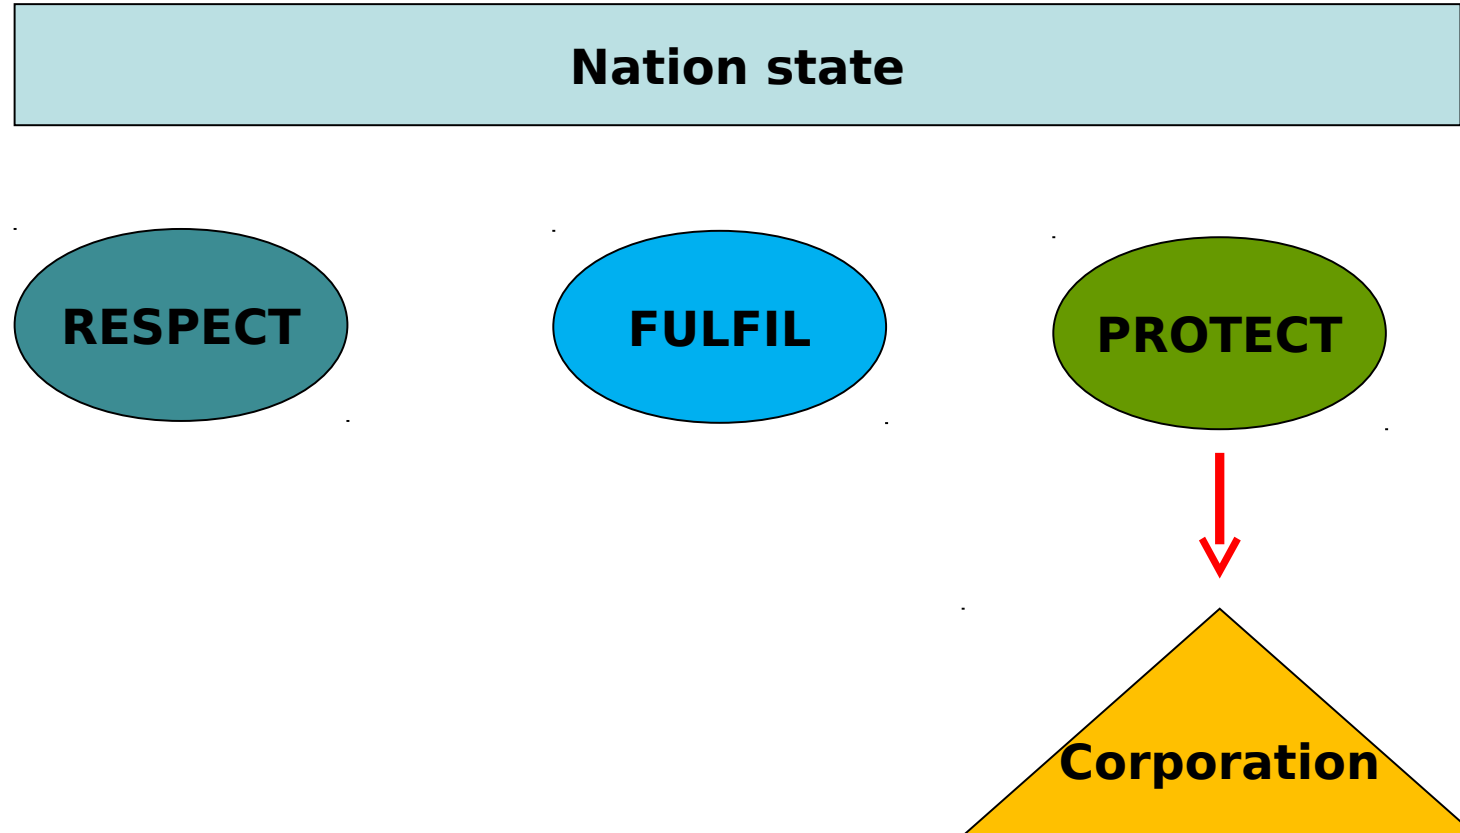 Nation state
RESPECT
FULFIL
PROTECT
Corporation